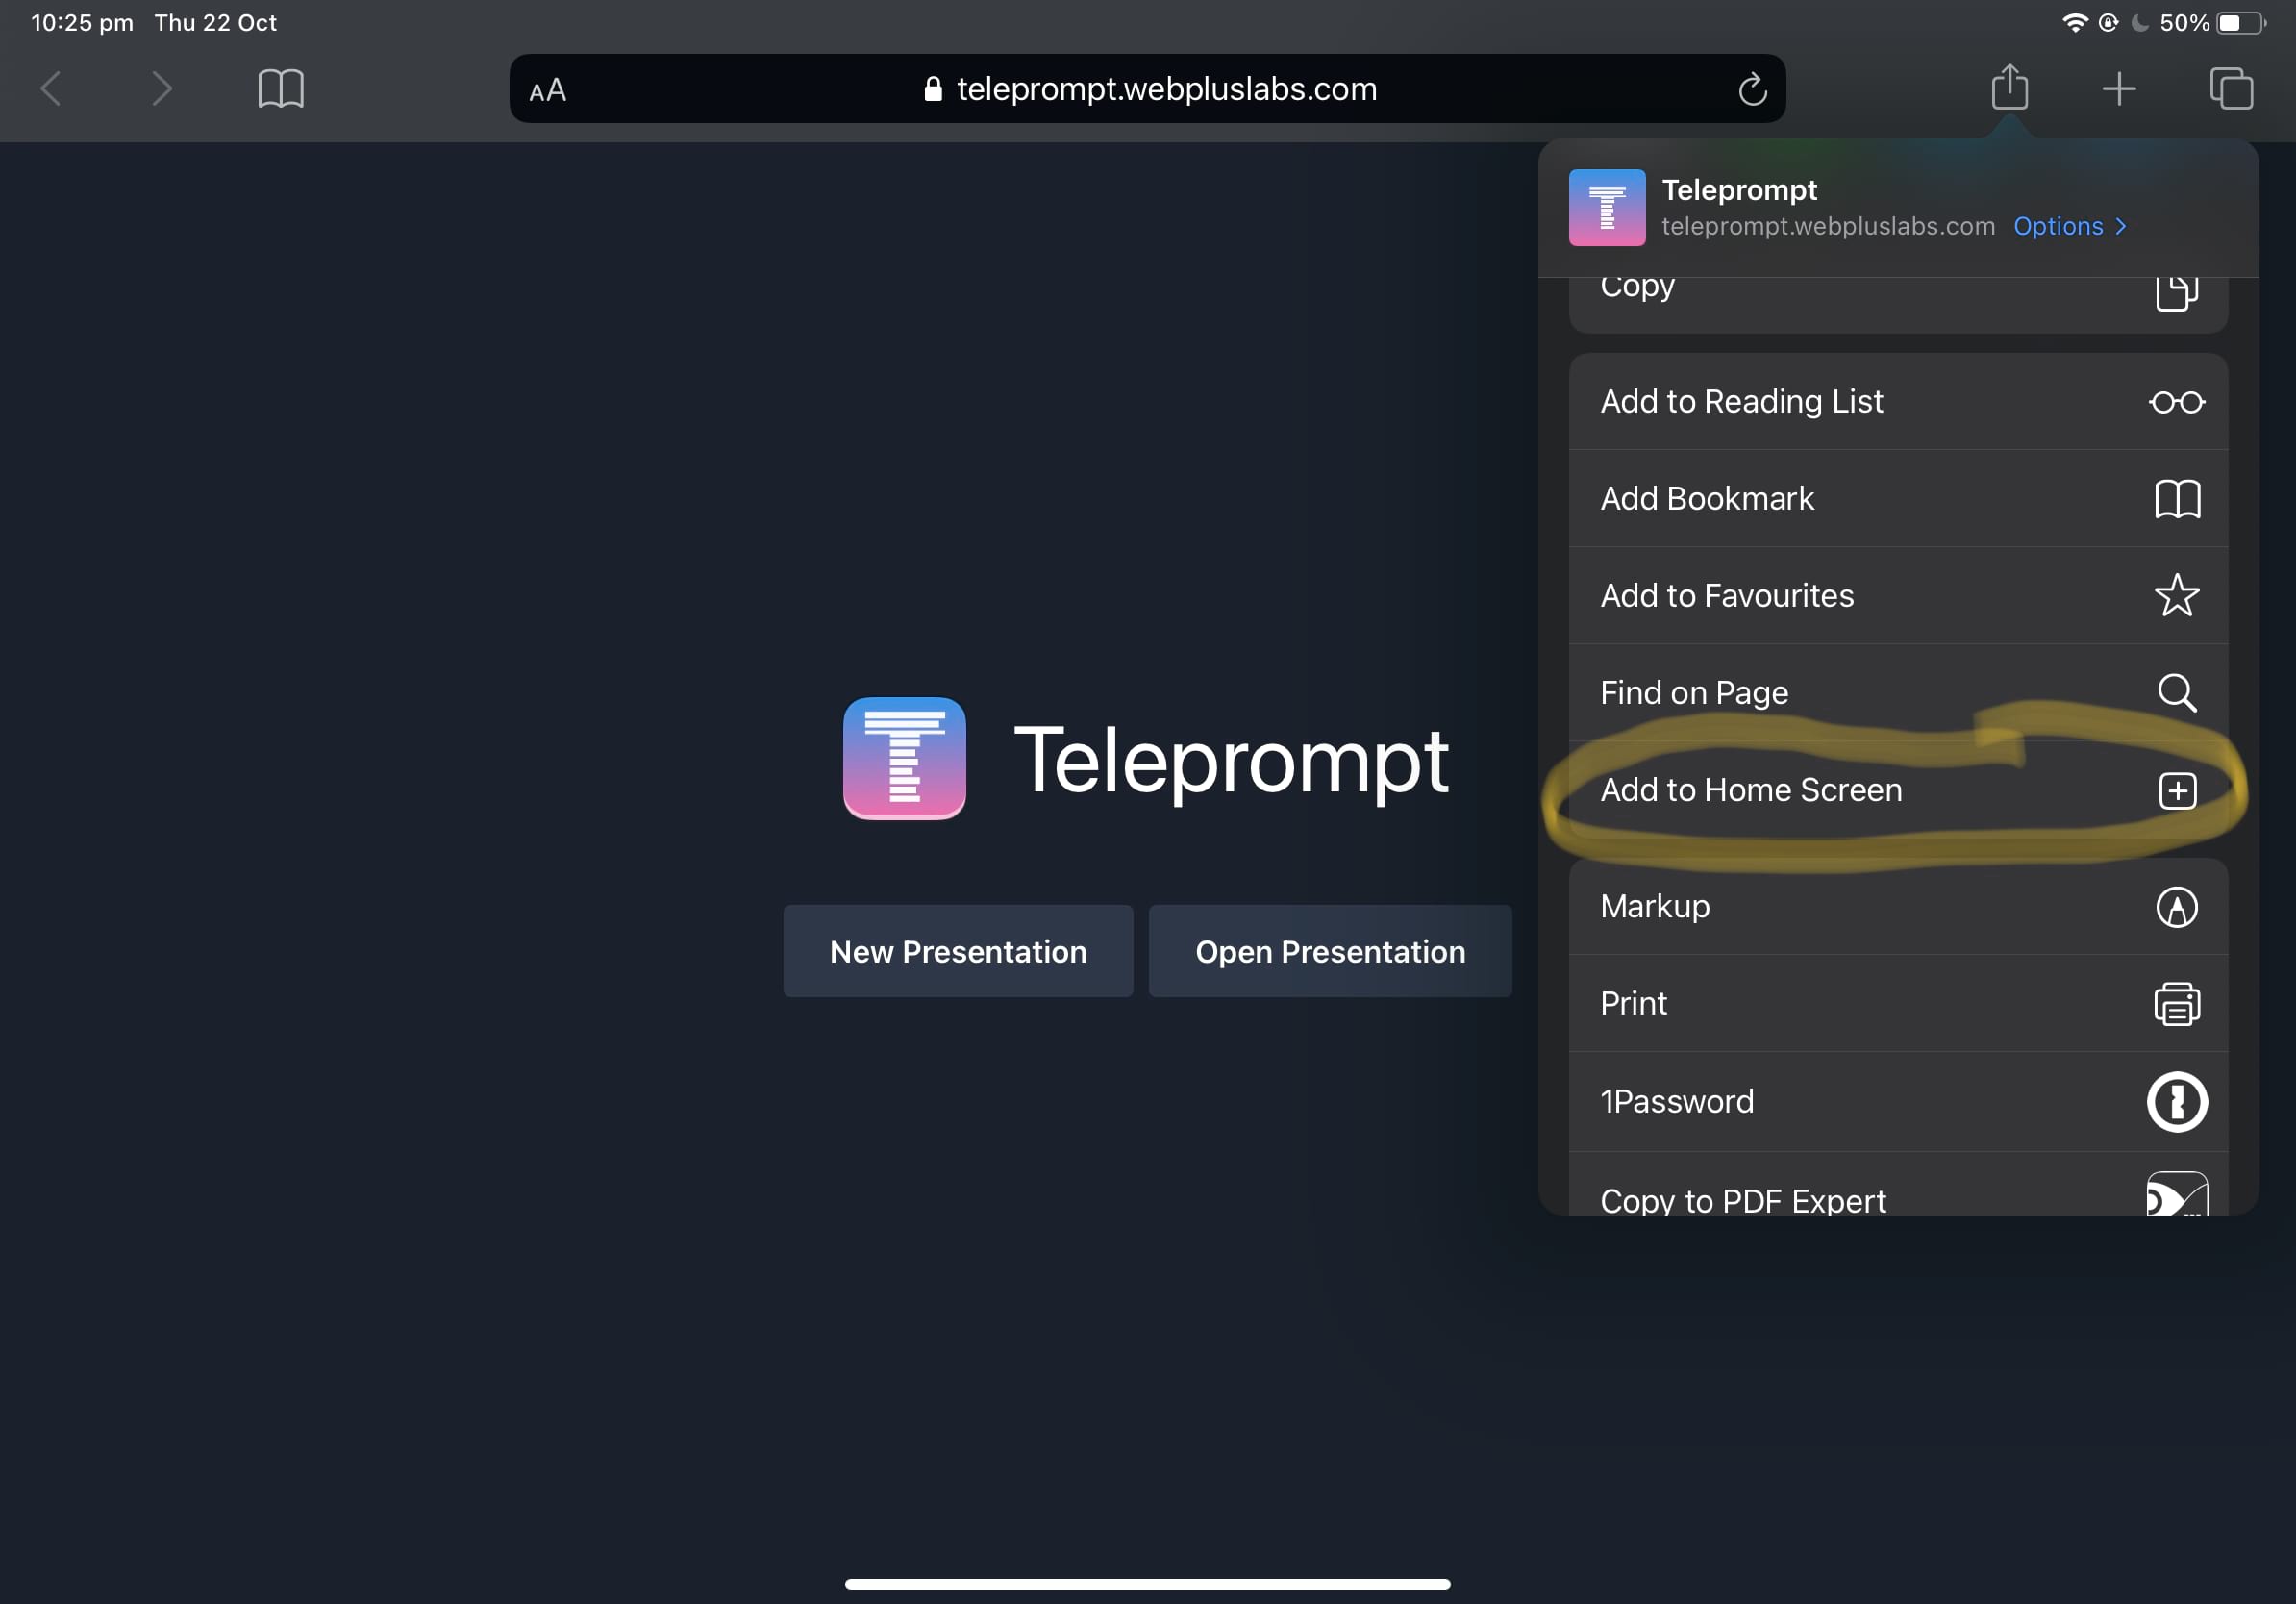 10:25 pm Thu 22 Oct
50%
AA teleprompt.webpluslabs.com
Teleprompt
teleprompt.webpluslabs.com Options >
Copy
Add to Reading List
Add Bookmark
Add to Favourites
Find on Page
Add to Home Screen
Markup
Print
1Password
Copy to PDF Expert
Teleprompt
New Presentation Open Presentation